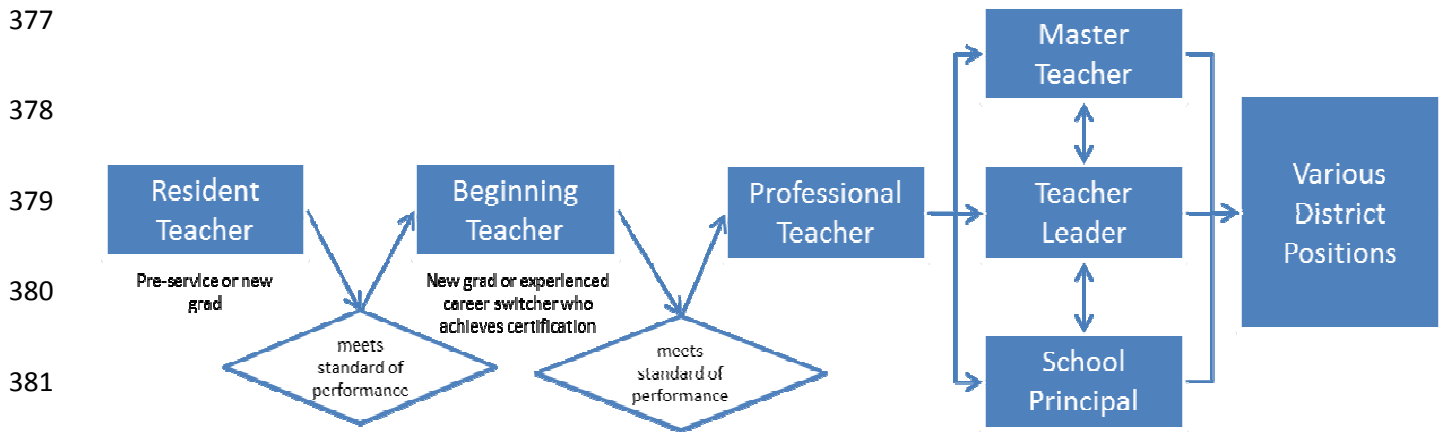 377
378
379
380
381
Resident
Teacher
Pre-service or new
grad
meets
standard of
performance
Beginning
Teacher
New grad or experienced
career switcher who
achieves certification
meets
standard of
performance
Professional
Teacher
Master
Teacher
Teacher
Leader
School
Principal
Various
District
Positions